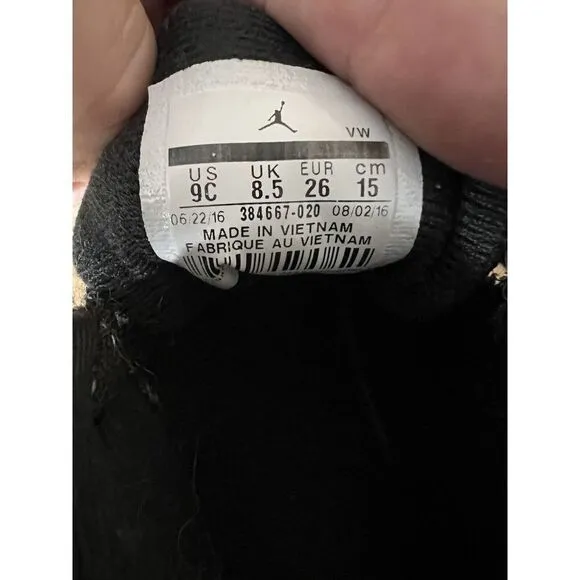 VW
US UK EUR cm
9C 8.5 26 15
06/22/16 384667-020 08/02/16
MADE IN VIETNAM
FABRIQUE AU VIETNAM